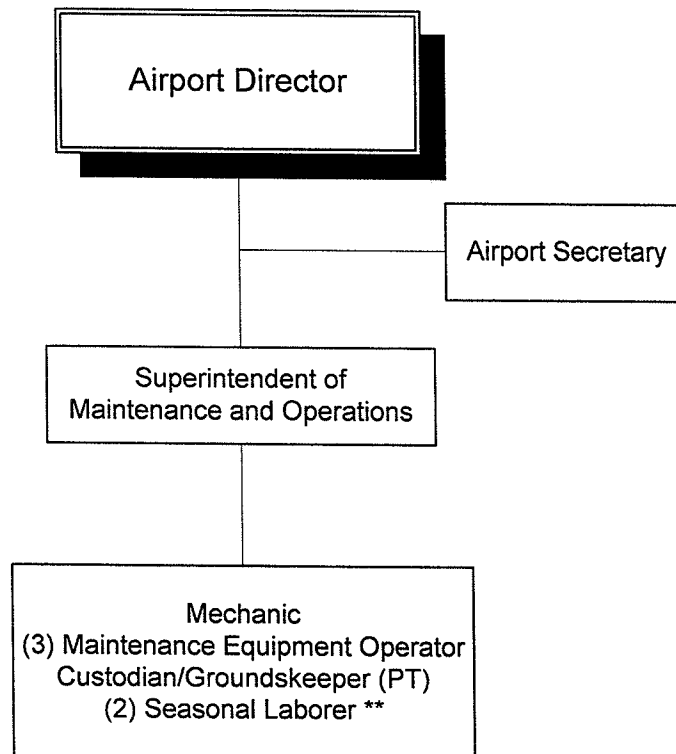 Airport Director
Airport Secretary
Superintendent of
Maintenance and Operations
Mechanic
(3) Maintenance Equipment Operator
Custodian/Groundskeeper (PT)
(2) Seasonal Laborer **